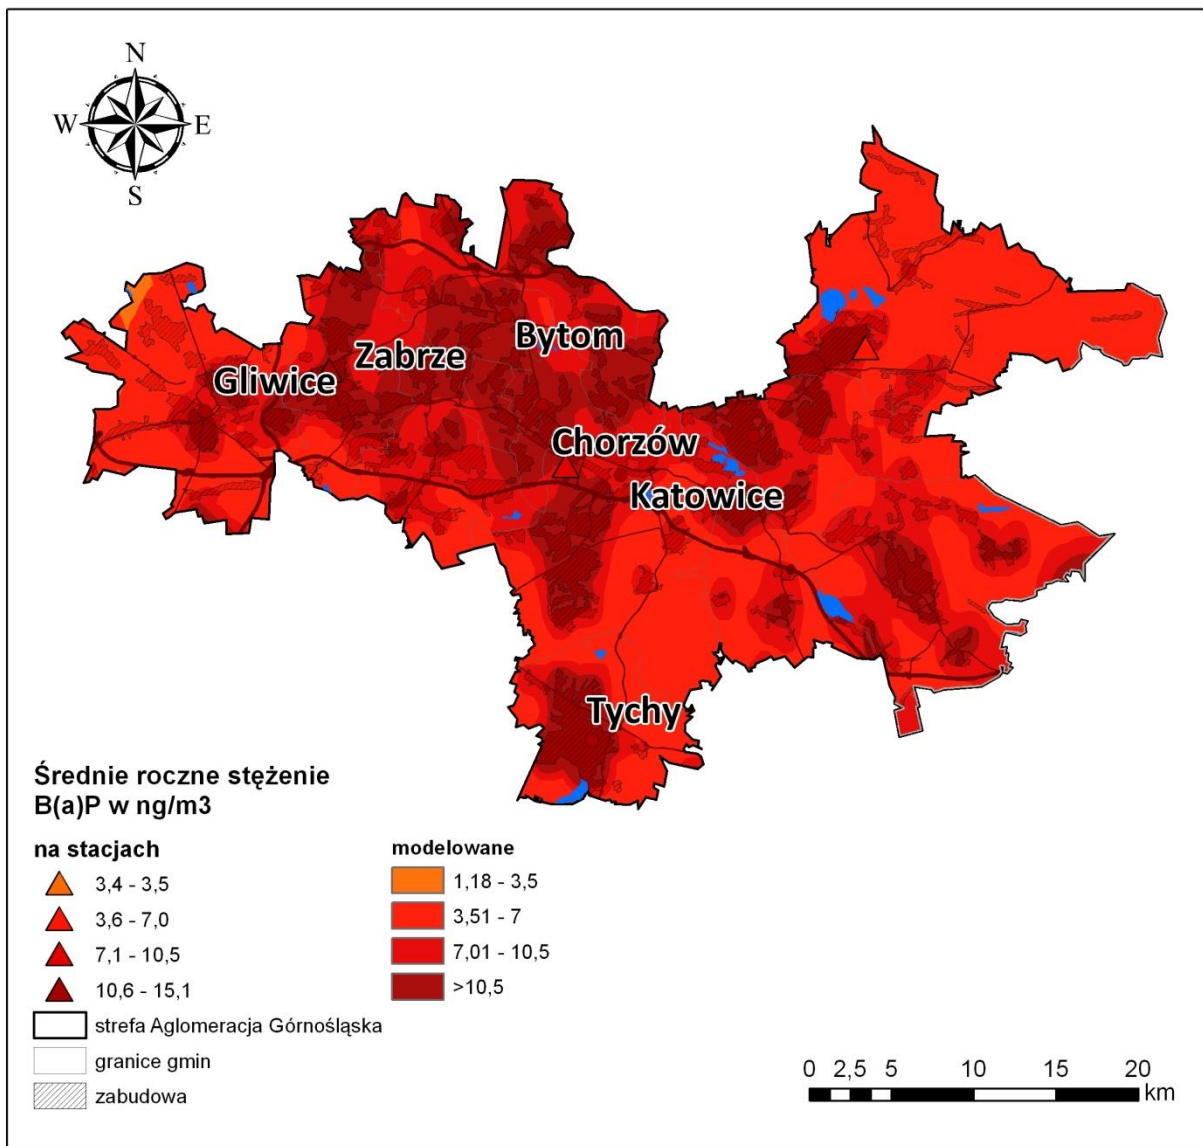 N
W E
S
Bytom
Zabrze
Gliwice
Chorzów
Katowice
Tychy
Średnie roczne stężenie
B(a)P w ng/m3
na stacjach
3,4 - 3,5
3,6 - 7,0
7,1 - 10,5
10,6 - 15,1
strefa Aglomeracja Górnośląska
granice gmin
zabudowa
modelowane
1,18 - 3,5
3,51 - 7
7,01 - 10,5
>10,5
0 2,5 5 10 15 20
km